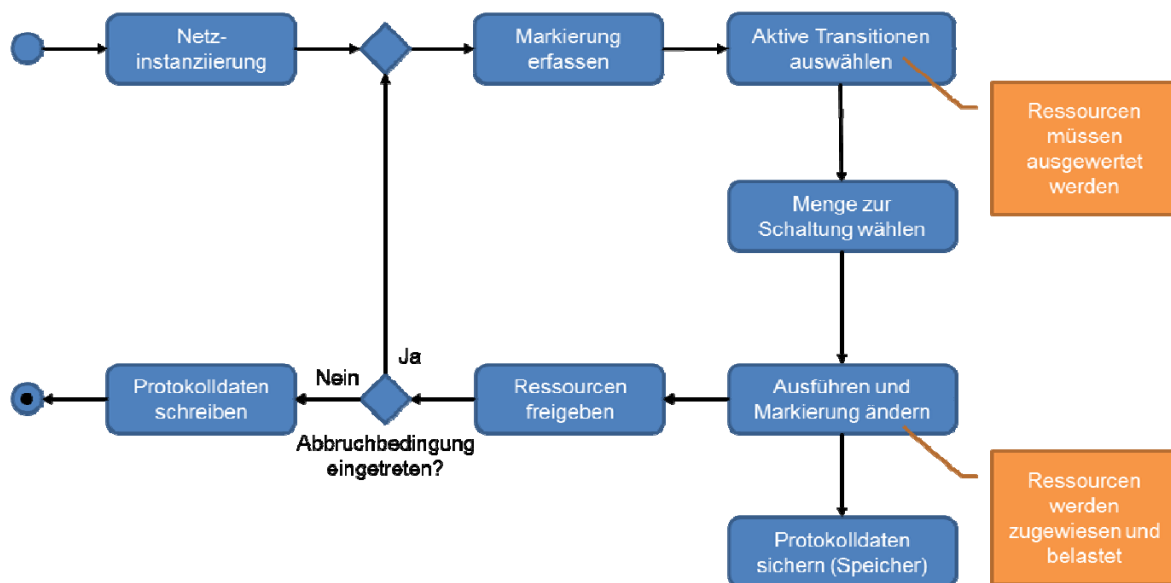 Netz-
instanziierung
Markierung
erfassen
Aktive Transitionen
auswählen
Ressourcen
müssen
ausgewertet
werden
Menge zur
Schaltung wählen
Ja
Nein
Protokolldaten
schreiben
Abbruchbedingung
eingetreten?
Ressourcen
freigeben
Ausführen und
Markierung ändern
Ressourcen
werden
zugewiesen und
belastet
Protokolldaten
sichern (Speicher)